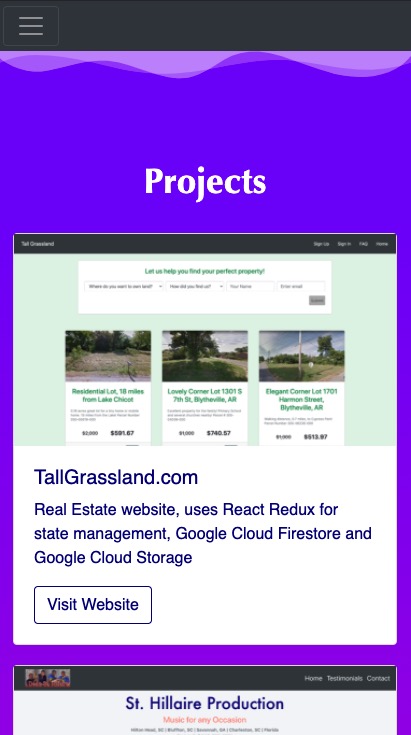 Projects
Tall Grassland
Sign Up Sign In FAQ Home
Let us help you find your perfect property!
Where do you want to own land? How did you find us? Your Name Enter email
Residential Lot, 18 miles from Lake Chicot
Lovely Corner Lot 1301 S 7th St, Blytheville, AR
Elegant Corner Lot 1701 Harmon Street, Blytheville, AR
$2,000 $591.67
$1,000 $740.57
$1,000 $513.97
TallGrassland.com
Real Estate website, uses React Redux for
state management, Google Cloud Firestore and
Google Cloud Storage
Visit Website
Home Testimonials Contact
St. Hillaire Production
Music for any Occasion
Hilton Head, SC | Bluffton, SC | Savannah, GA | Charleston, SC | Florida